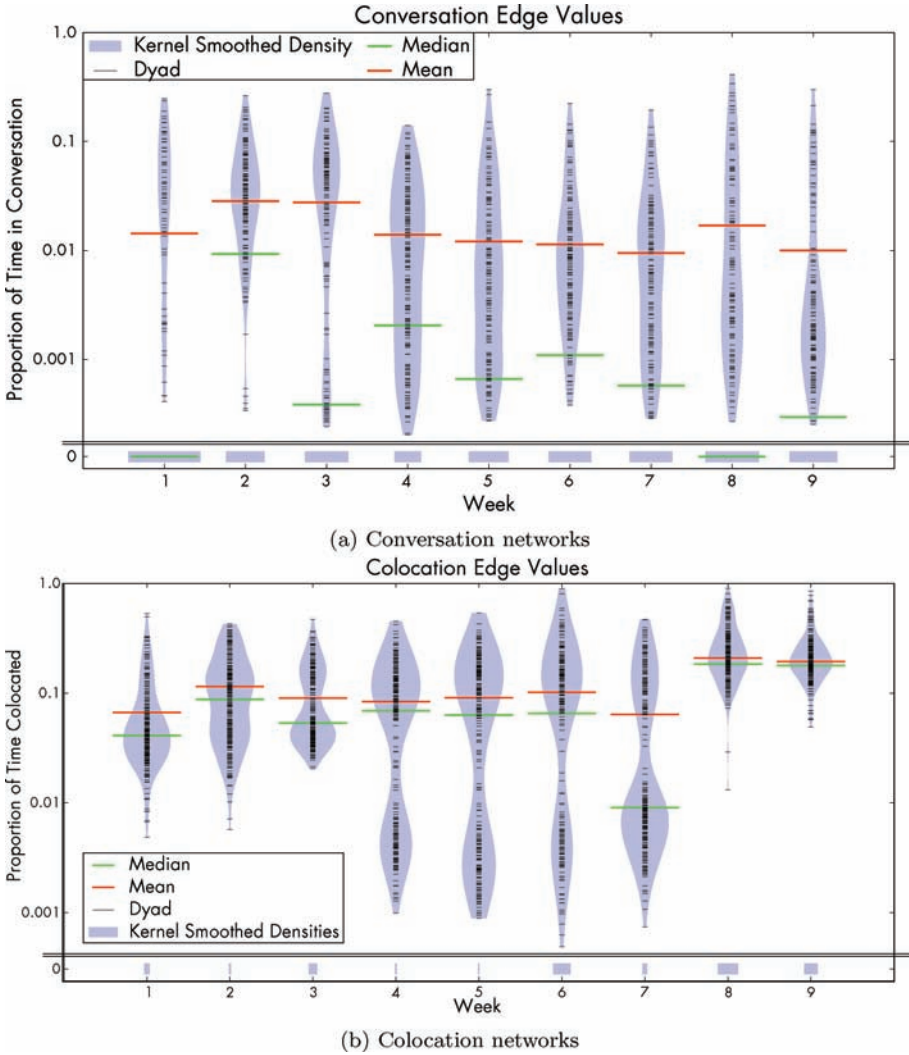 Conversation Edge Values
Kernel Smoothed Density
Dyad
Median
Mean
Proportion of Time in Conversation
1.0
0.1
0.01
0.001
0
1 2 3 4 5 6 7 8 9
Week
(a) Conversation networks
Colocation Edge Values
Proportion of Time Colocated
1.0
0.1
0.01
0.001
0
Median
Mean
Dyad
Kernel Smoothed Densities
1 2 3 4 5 6 7 8 9
Week
(b) Colocation networks